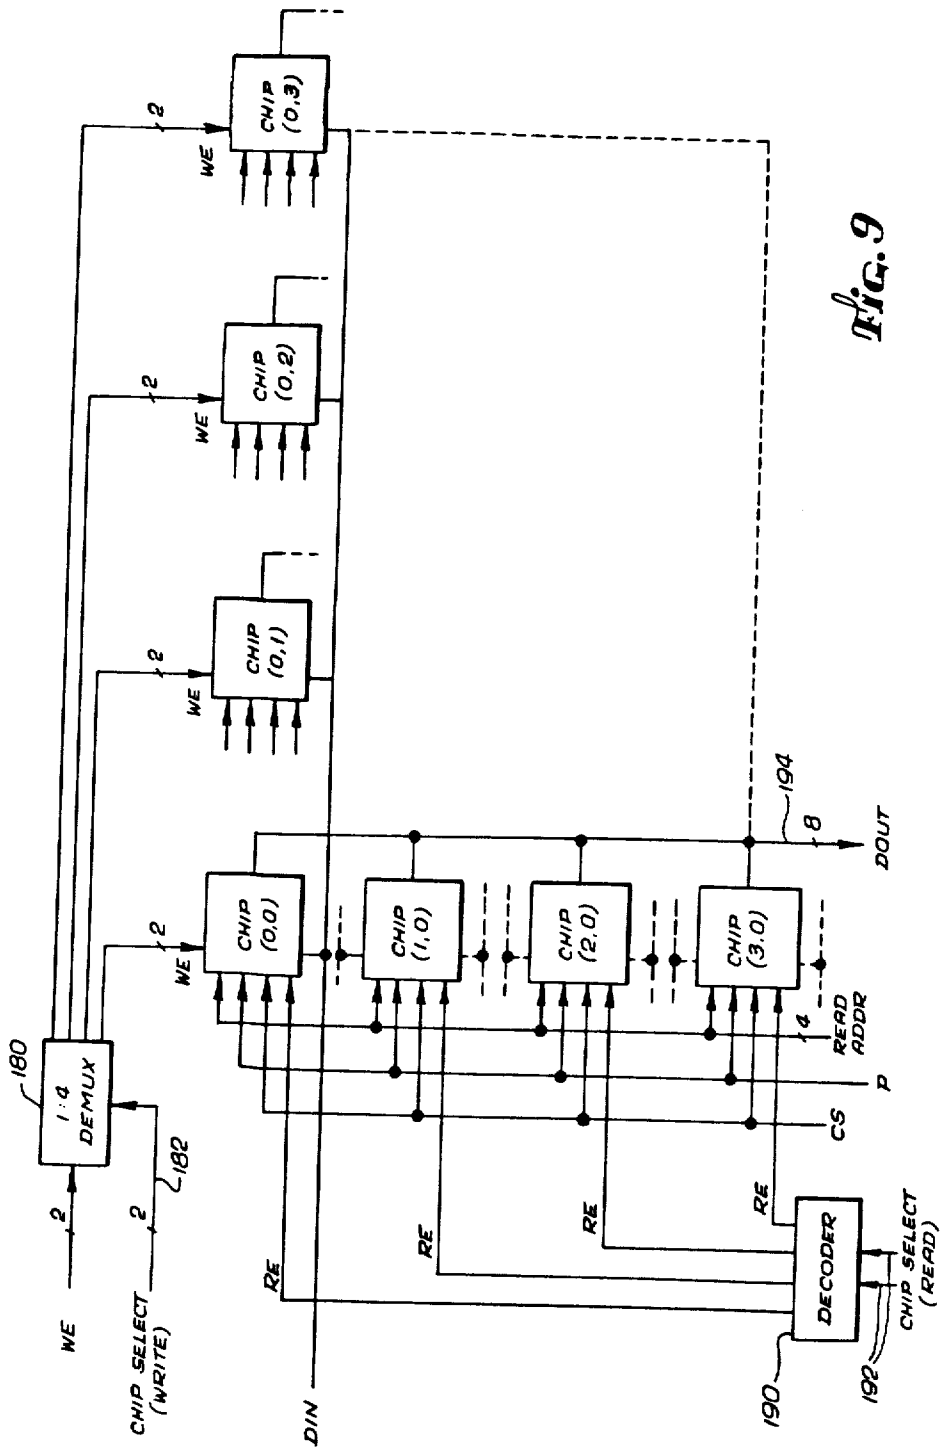 180
1:4
DEMUX
WE
2
CHIP SELECT
(WRITE)
2
182
2
WE
CHIP
(0,0)
2
WE
CHIP
(0,1)
2
WE
CHIP
(0,2)
2
WE
CHIP
(0,3)
DIN
RE
RE
RE
RE
CHIP
(1,0)
CHIP
(2,0)
CHIP
(3,0)
194
8
DOUT
4
READ
ADDR
P
CS
190
DECODER
192
CHIP SELECT
(READ)
Fig. 9